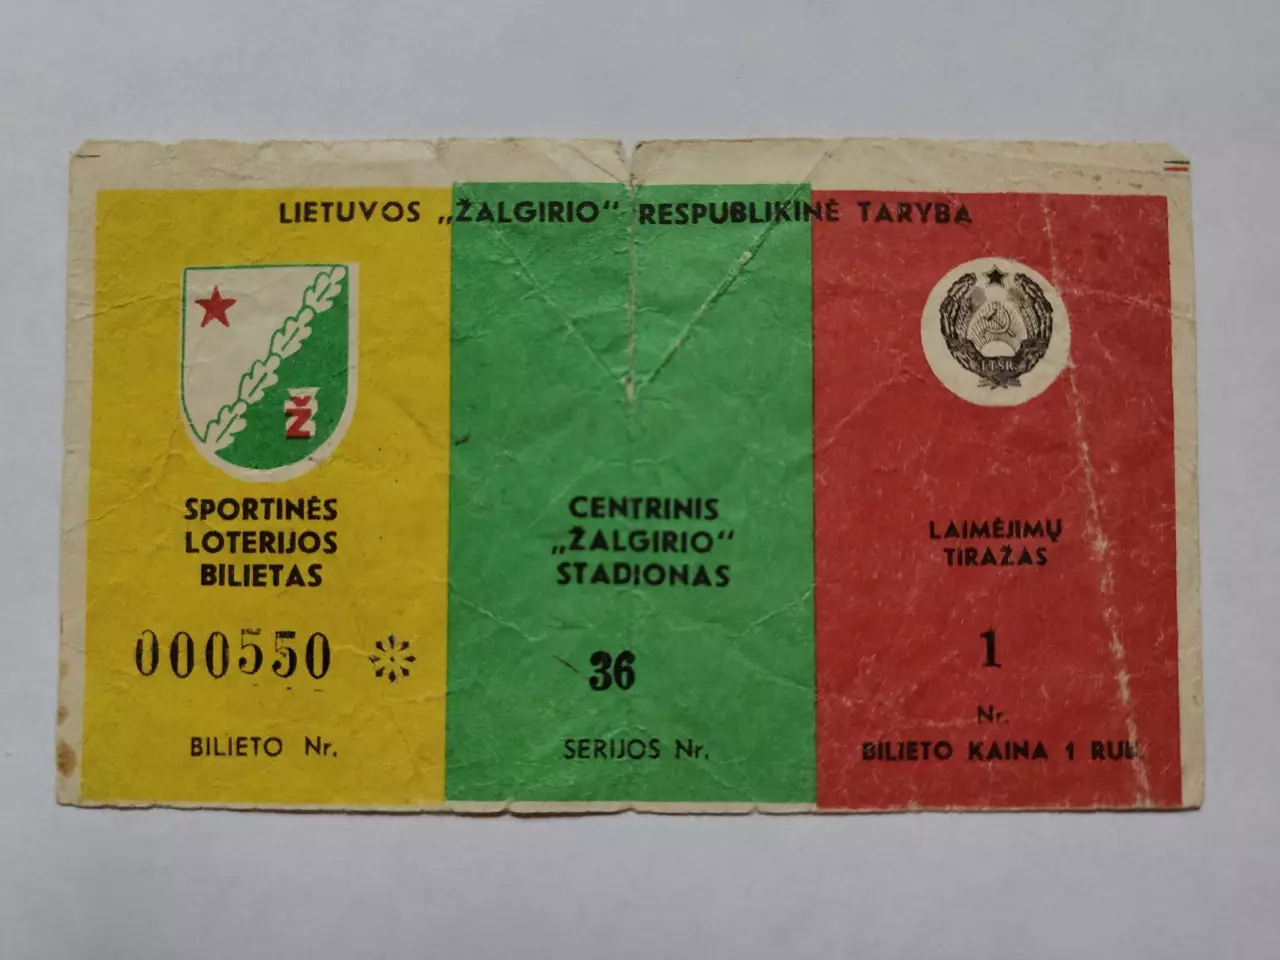 LIETUVOS „ŽALGIRIO“ RESPUBLIKINĖ TARYBA
Ž
LTSR
SPORTINĖS
LOTERIJOS
BILIETAS
000550
BILIETO Nr.
CENTRINIS
„ŽALGIRIO“
STADIONAS
36
SERIJOS Nr.
LAIMĖJIMŲ
TIRAŽAS
1
Nr.
BILIETO KAINA 1 RUB.